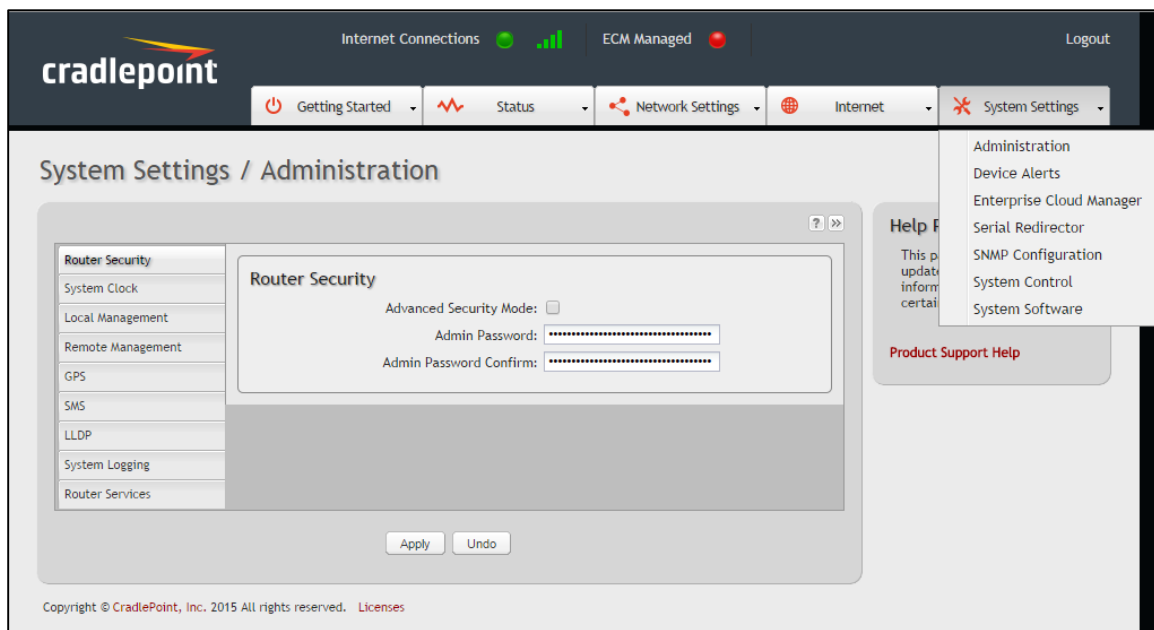 cradlepoint
Internet Connections
ECM Managed
Logout
Getting Started
Status
Network Settings
Internet
System Settings
Administration
Device Alerts
Enterprise Cloud Manager
Serial Redirector
SNMP Configuration
System Control
System Software
System Settings / Administration
Router Security
System Clock
Local Management
Remote Management
GPS
SMS
LLDP
System Logging
Router Services
Router Security
Advanced Security Mode:
Admin Password:
Admin Password Confirm:
Apply
Undo
Help
This
Product Support Help
Copyright © CradlePoint, Inc. 2015 All rights reserved. Licenses